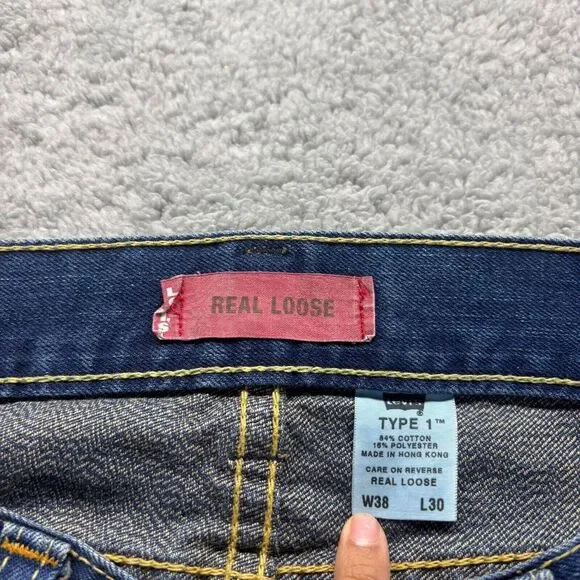 REAL LOOSE
TYPE 1™
84% COTTON
16% POLYESTER
MADE IN HONG KONG
CARE ON REVERSE
REAL LOOSE
W38 L30